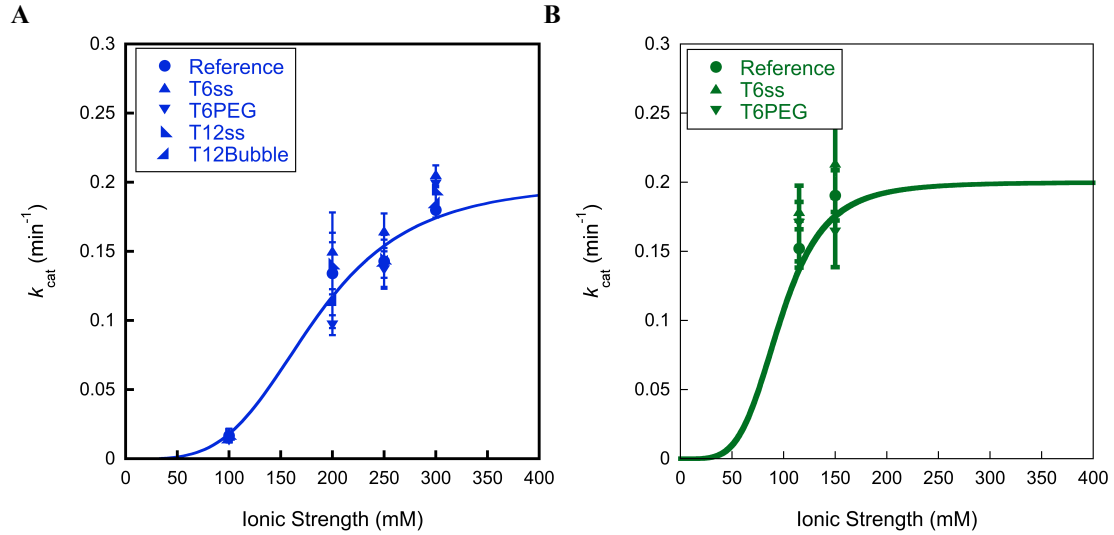 A
0.3
0.25
0.2
0.15
0.1
0.05
0
k cat (min-1)
Reference
T6ss
T6PEG
T12ss
T12Bubble
0 50 100 150 200 250 300 350 400
Ionic Strength (mM)
B
0.3
0.25
0.2
0.15
0.1
0.05
0
k cat (min-1)
Reference
T6ss
T6PEG
0 50 100 150 200 250 300 350 400
Ionic Strength (mM)